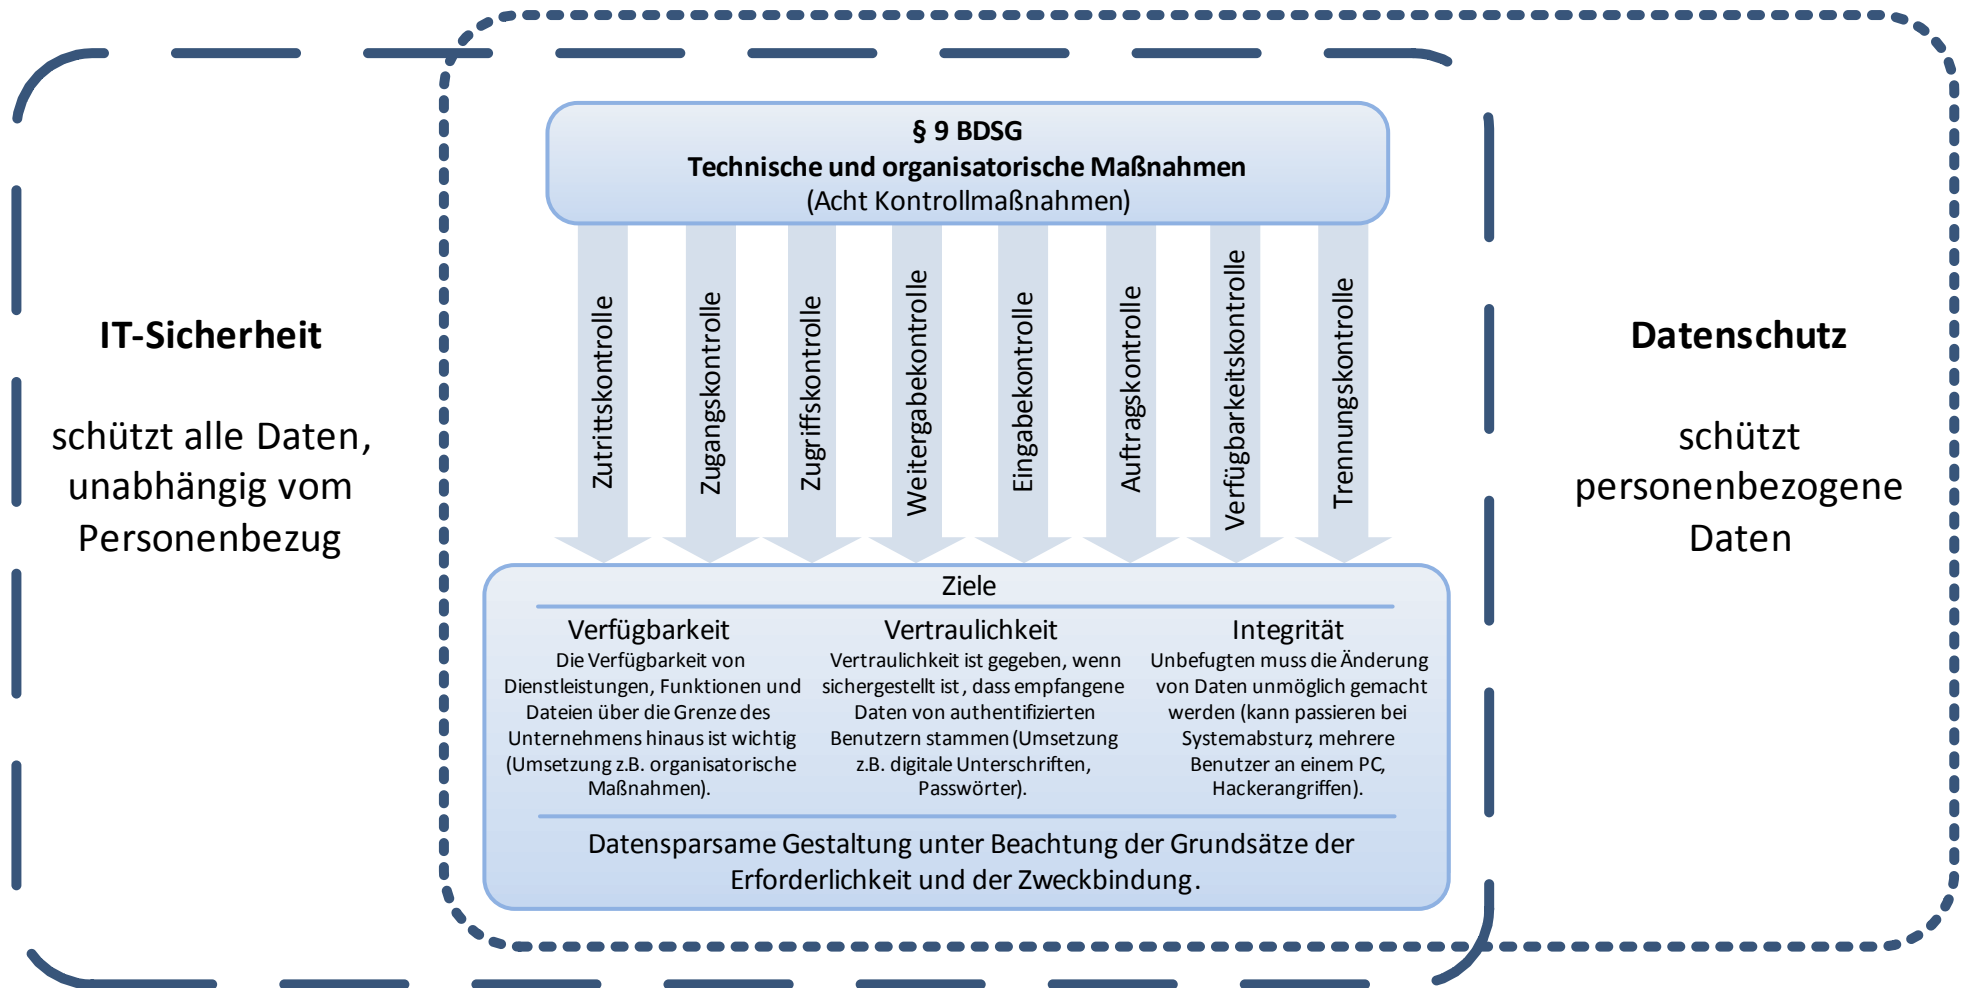 § 9 BDSG
Technische und organisatorische Maßnahmen
(Acht Kontrollmaßnahmen)
IT-Sicherheit
schützt alle Daten,
unabhängig vom
Personenbezug
Zutrittskontrolle
Zugangskontrolle
Zugriffskontrolle
Weitergabekontrolle
Eingabekontrolle
Auftragskontrolle
Verfügbarkeitskontrolle
Trennungskontrolle
Datenschutz
schützt
personenbezogene
Daten
Ziele
Verfügbarkeit
Die Verfügbarkeit von
Dienstleistungen, Funktionen und
Dateien über die Grenze des
Unternehmens hinaus ist wichtig
(Umsetzung z.B. organisatorische
Maßnahmen).
Vertraulichkeit
Vertraulichkeit ist gegeben, wenn
sichergestellt ist, dass empfangene
Daten von authentifizierten
Benutzern stammen (Umsetzung
z.B. digitale Unterschriften,
Passwörter).
Integrität
Unbefugten muss die Änderung
von Daten unmöglich gemacht
werden (kann passieren bei
Systemabsturz, mehrere
Benutzer an einem PC,
Hackerangriffen).
Datensparsame Gestaltung unter Beachtung der Grundsätze der
Erforderlichkeit und der Zweckbindung.